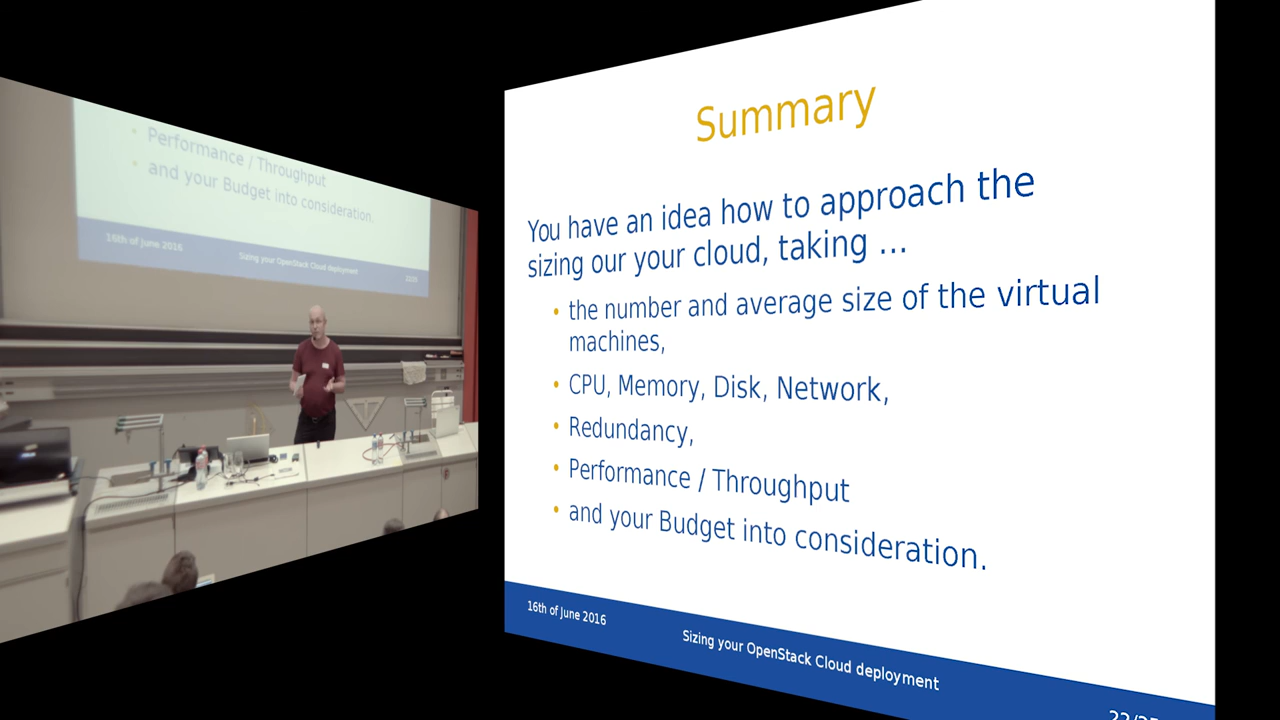 Performance / Throughput
and your Budget into consideration.
16th of June 2016
Sizing your OpenStack Cloud deployment
Summary
You have an idea how to approach the
sizing our your cloud, taking ...
• the number and average size of the virtual
machines,
• CPU, Memory, Disk, Network,
• Redundancy,
• Performance / Throughput
• and your Budget into consideration.
16th of June 2016
Sizing your OpenStack Cloud deployment